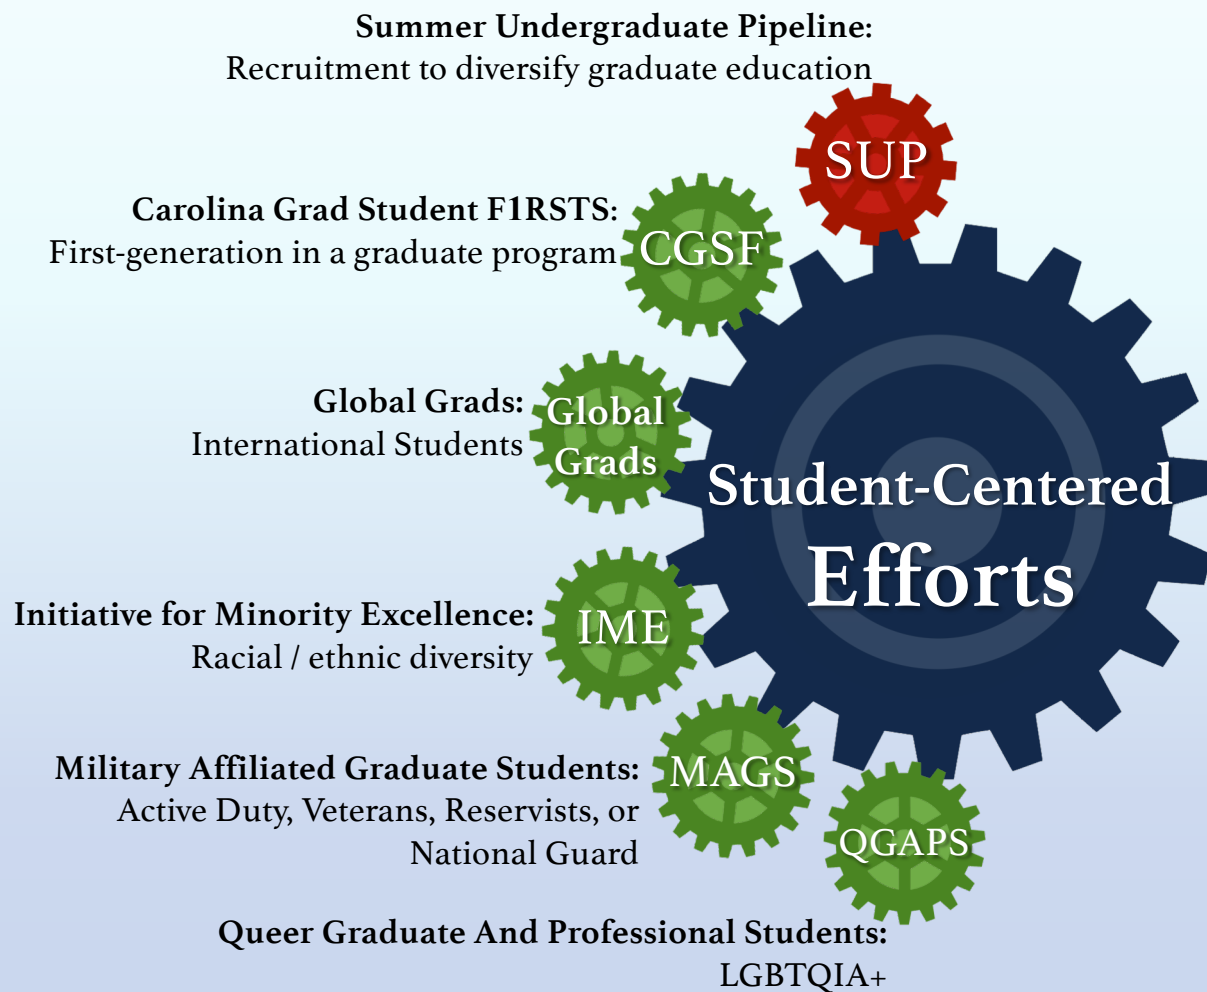 Summer Undergraduate Pipeline:
Recruitment to diversify graduate education
SUP
Carolina Grad Student F1RSTS:
First-generation in a graduate program
CGSF
Global Grads:
International Students
Global
Grads
Student-Centered
Efforts
Initiative for Minority Excellence:
Racial / ethnic diversity
IME
Military Affiliated Graduate Students:
Active Duty, Veterans, Reservists, or
National Guard
MAGS
QGAPS
Queer Graduate And Professional Students:
LGBTQIA+